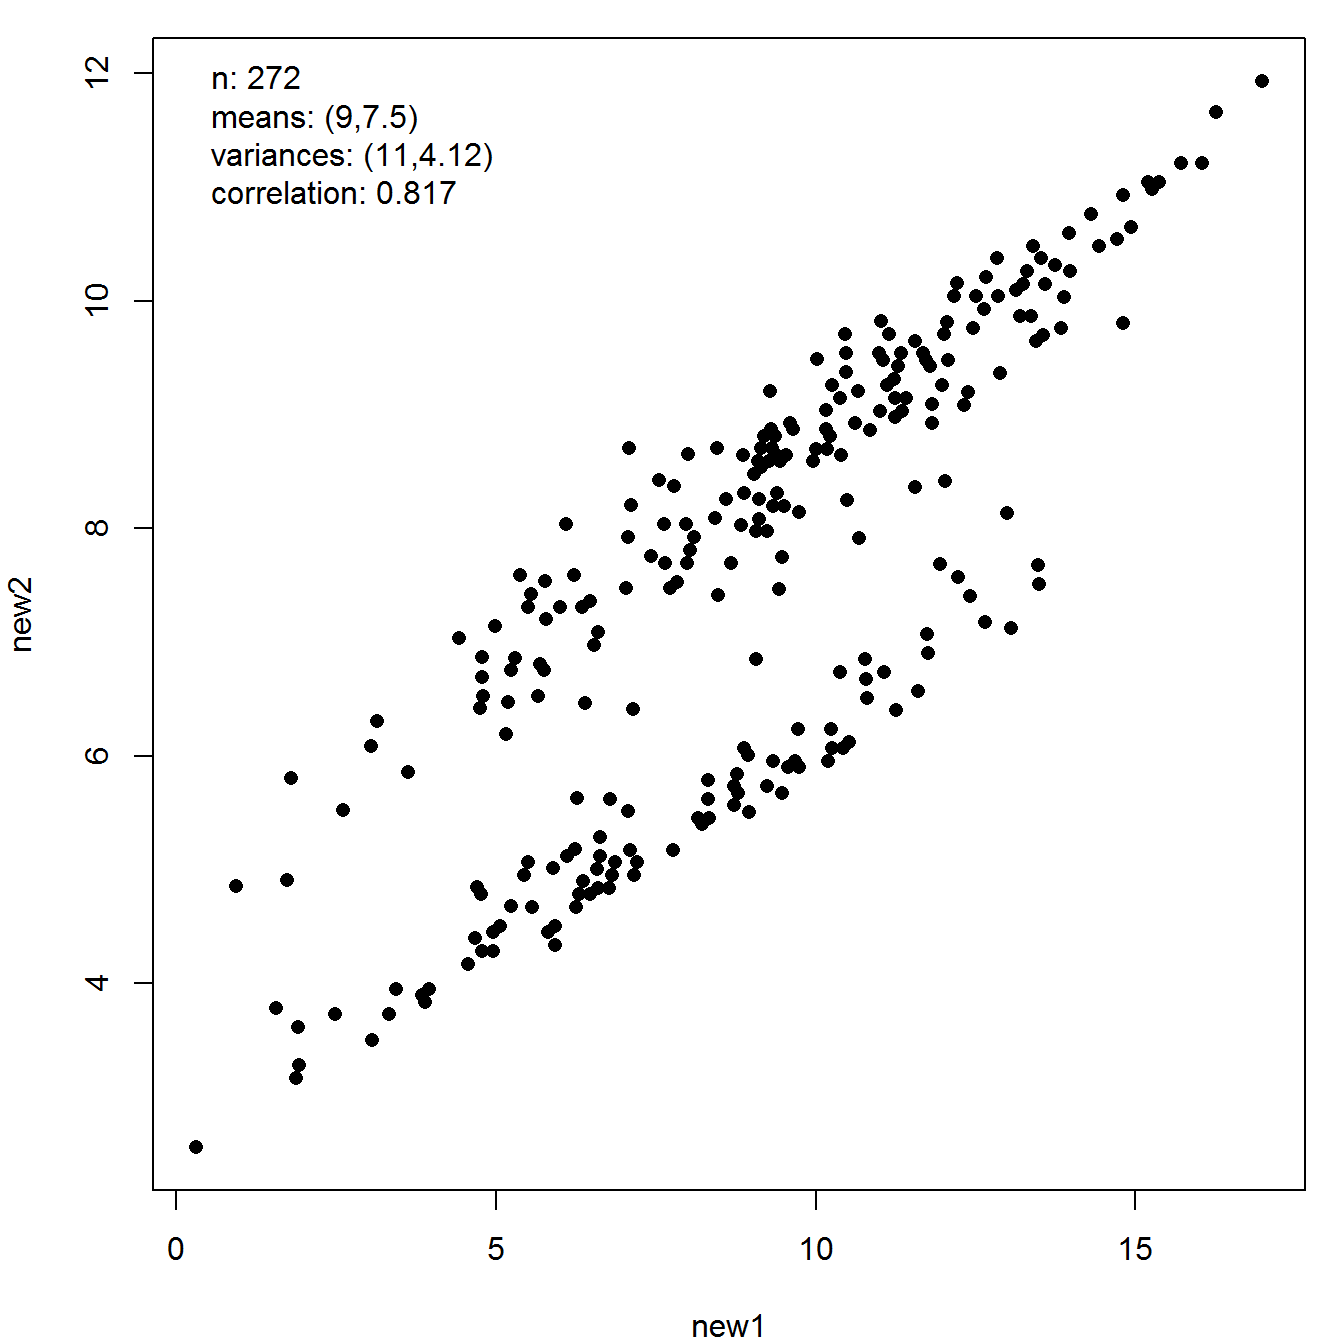 n: 272
means: (9,7.5)
variances: (11,4.12)
correlation: 0.817
12
10
8
6
4
new2
0 5 10 15
new1